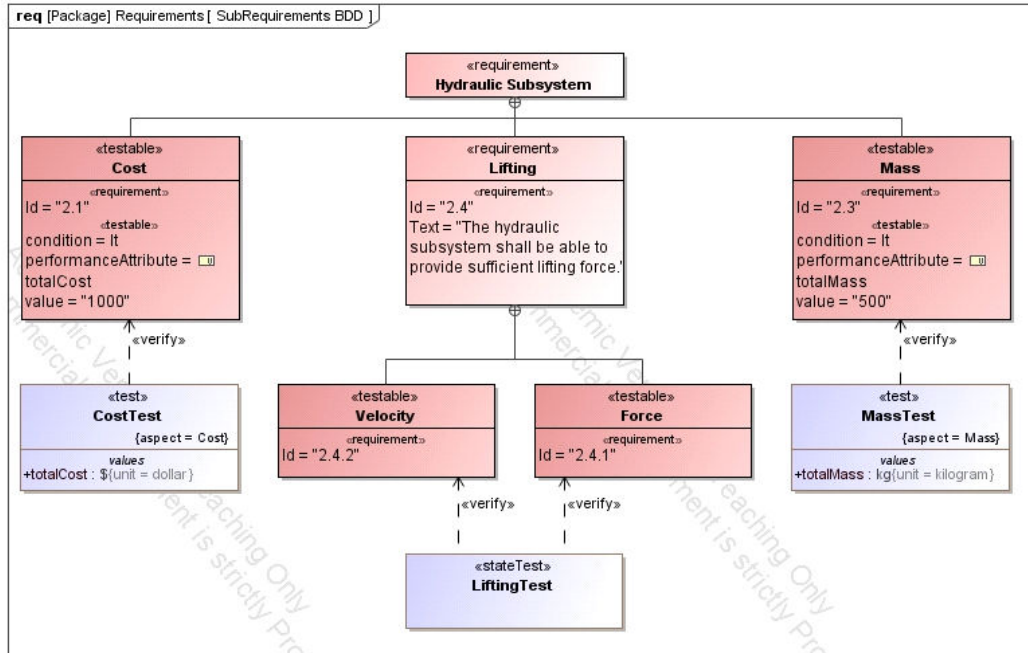 req [Package] Requirements [ SubRequirements BDD ]
«requirement»
Hydraulic Subsystem
«testable»
Cost
«requirement»
Id = "2.1"
«testable»
condition = lt
performanceAttribute =
totalCost
value = "1000"
«requirement»
Lifting
Id = "2.4"
Text = "The hydraulic
subsystem shall be able to
provide sufficient lifting force."
«testable»
Mass
«requirement»
Id = "2.3"
«testable»
condition = lt
performanceAttribute =
totalMass
value = "500"
«verify»
«verify»
«test»
CostTest
{aspect = Cost}
values
+totalCost : ${unit = dollar}
«testable»
Velocity
«requirement»
Id = "2.4.2"
«testable»
Force
«requirement»
Id = "2.4.1"
«test»
MassTest
{aspect = Mass}
values
+totalMass : kg{unit = kilogram}
«verify»
«verify»
«stateTest»
LiftingTest